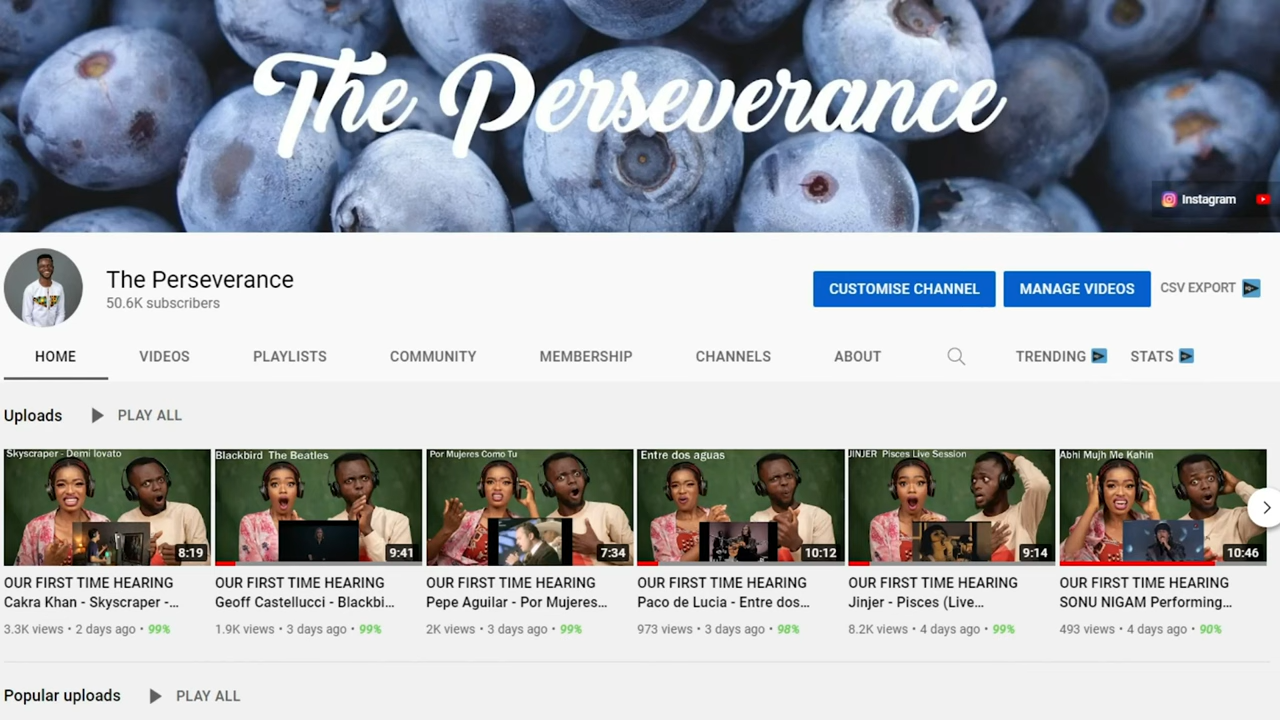 The Perseverance
Instagram
The Perseverance
50.6K subscribers
CUSTOMISE CHANNEL
MANAGE VIDEOS
CSV EXPORT
HOME
VIDEOS
PLAYLISTS
COMMUNITY
MEMBERSHIP
CHANNELS
ABOUT
TRENDING
STATS
Uploads
PLAY ALL
Skyscraper - Demi lovato
8:19
OUR FIRST TIME HEARING
Cakra Khan - Skyscraper -...
3.3K views • 2 days ago • 99%
Blackbird The Beatles
9:41
OUR FIRST TIME HEARING
Geoff Castellucci - Blackbi...
1.9K views • 3 days ago • 99%
Por Mujeres Como Tu
7:34
OUR FIRST TIME HEARING
Pepe Aguilar - Por Mujeres...
2K views • 3 days ago • 99%
Entre dos aguas
10:12
OUR FIRST TIME HEARING
Paco de Lucia - Entre dos...
973 views • 3 days ago • 98%
JINJER Pisces Live Session
9:14
OUR FIRST TIME HEARING
Jinjer - Pisces (Live...
8.2K views • 4 days ago • 99%
Abhi Mujh Me Kahin
10:46
OUR FIRST TIME HEARING
SONU NIGAM Performing...
493 views • 4 days ago • 90%
Popular uploads
PLAY ALL